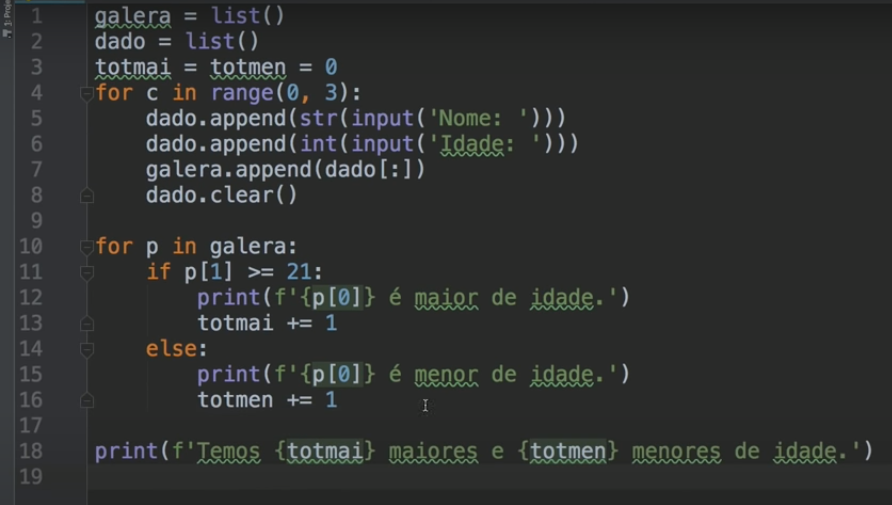 1: Proje
1 galera = list()
2 dado = list()
3 totmai = totmen = 0
4 for c in range(0, 3):
5     dado.append(str(input('Nome: ')))
6     dado.append(int(input('Idade: ')))
7     galera.append(dado[:])
8     dado.clear()
9
10 for p in galera:
11     if p[1] >= 21:
12         print(f'{p[0]} é maior de idade.')
13         totmai += 1
14     else:
15         print(f'{p[0]} é menor de idade.')
16         totmen += 1
17
18 print(f'Temos {totmai} maiores e {totmen} menores de idade.')
19